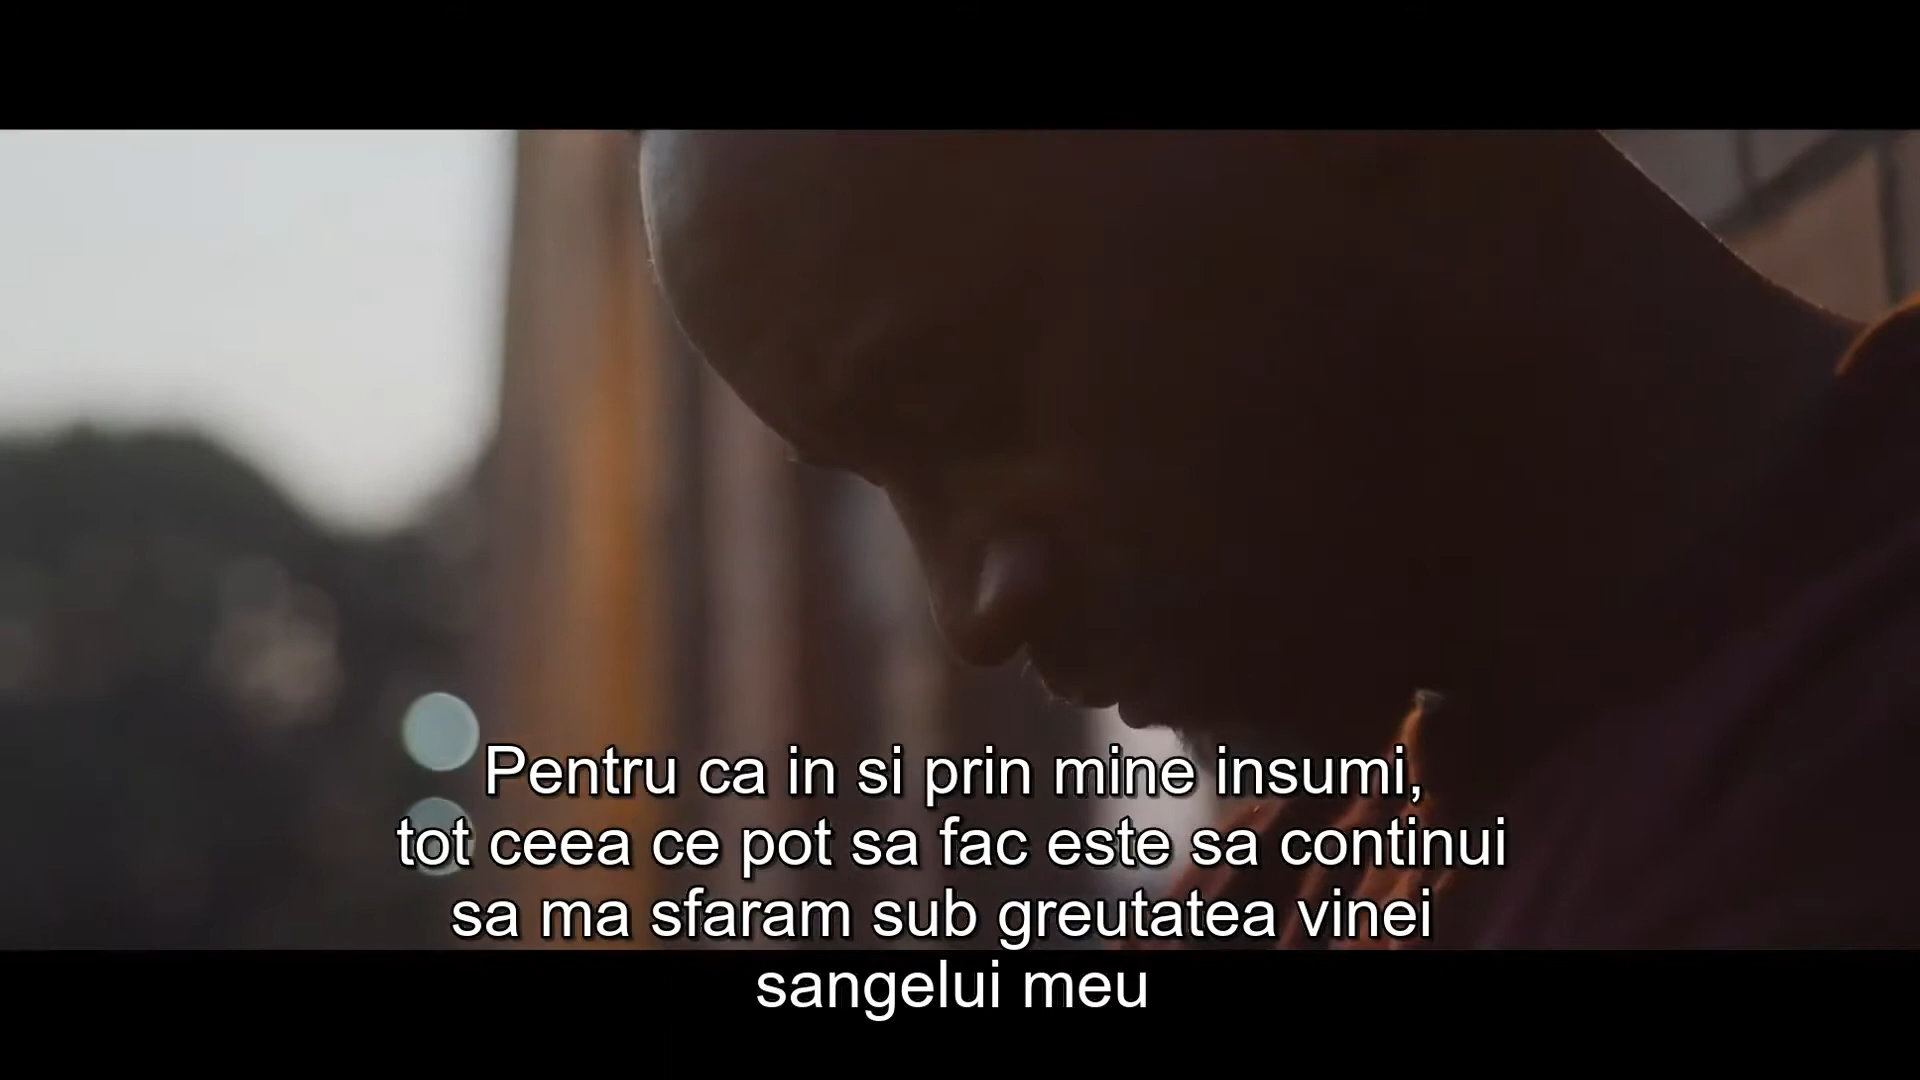 Pentru ca in si prin mine insumi,
tot ceea ce pot sa fac este sa continui
sa ma sfaram sub greutatea vinei
sangelui meu